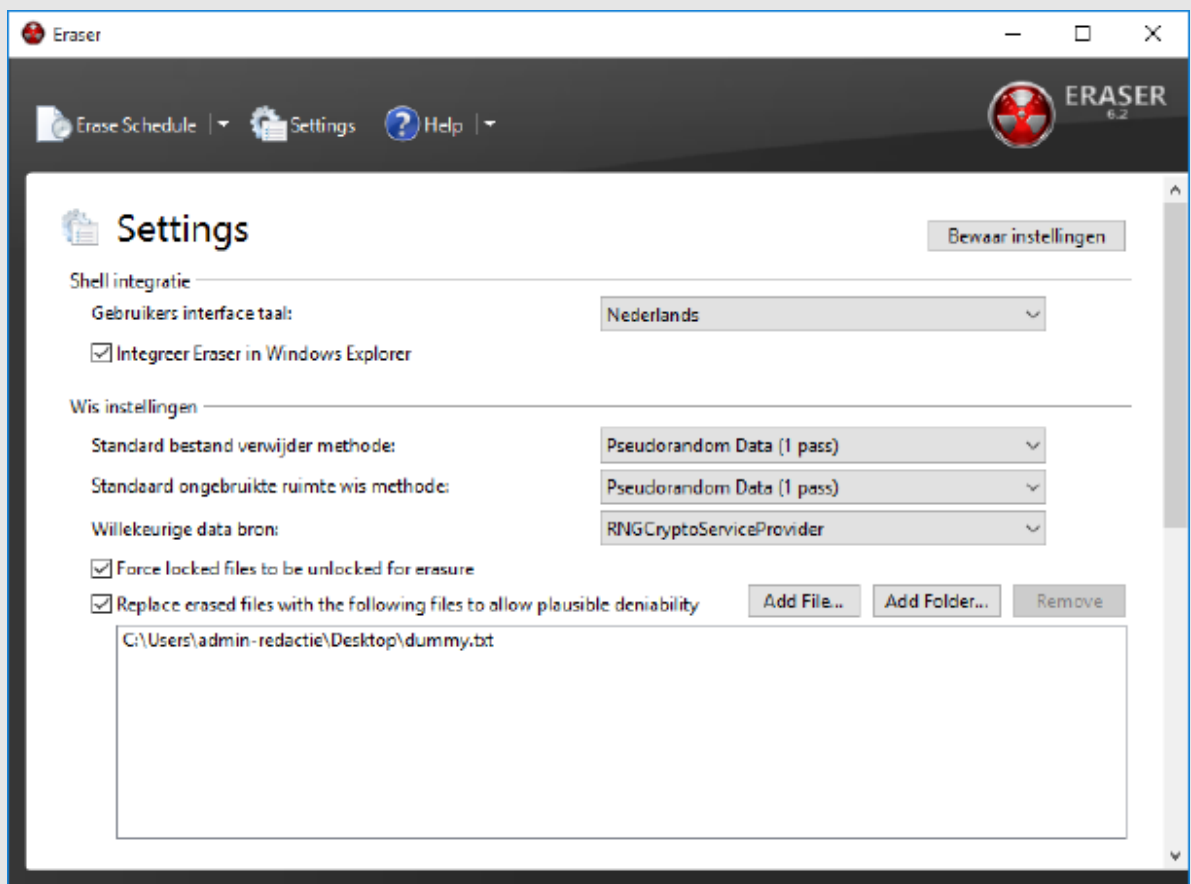 Eraser
Erase Schedule Settings Help ERASER
6.2
Settings
Bewaar instellingen
Shell integratie
Gebruikers interface taal: Nederlands
Integreer Eraser in Windows Explorer
Wis instellingen
Standard bestand verwijder methode: Pseudorandom Data (1 pass)
Standaard ongebruikte ruimte wis methode: Pseudorandom Data (1 pass)
Willekeurige data bron: RNGCryptoServiceProvider
Force locked files to be unlocked for erasure
Replace erased files with the following files to allow plausible deniability Add File... Add Folder... Remove
C:\Users\admin-redactie\Desktop\dummy.txt